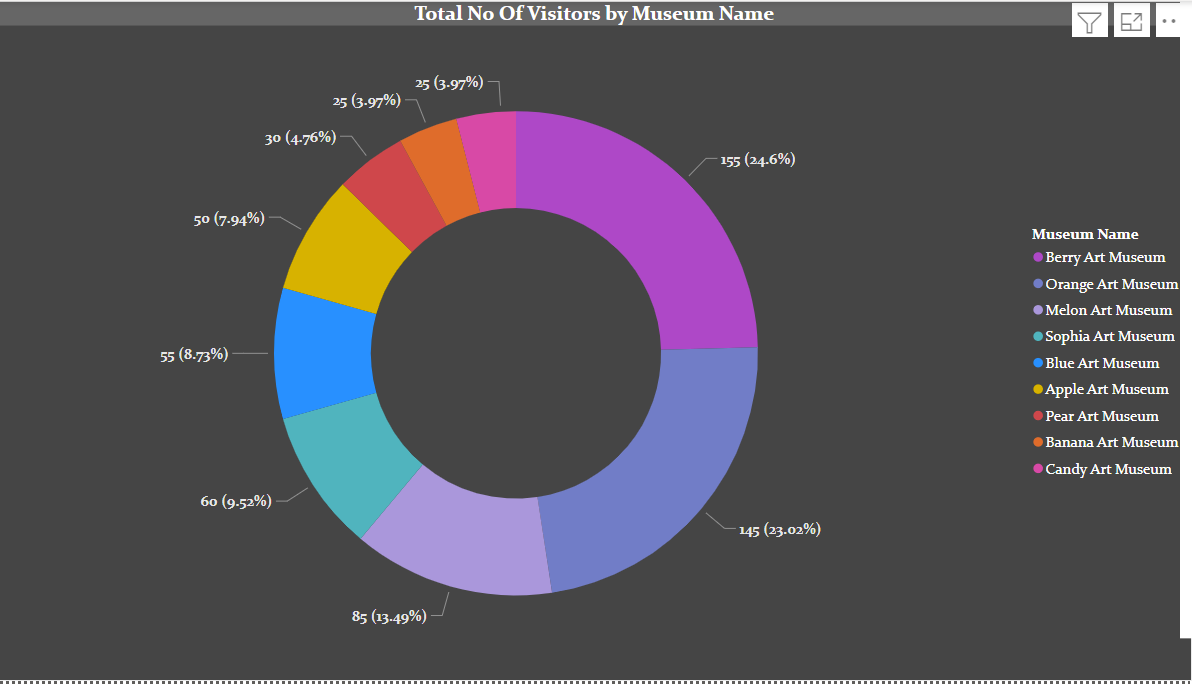 Total No Of Visitors by Museum Name
25 (3.97%)
25 (3.97%)
30 (4.76%)
155 (24.6%)
50 (7.94%)
55 (8.73%)
60 (9.52%)
145 (23.02%)
85 (13.49%)
Museum Name
Berry Art Museum
Orange Art Museum
Melon Art Museum
Sophia Art Museum
Blue Art Museum
Apple Art Museum
Pear Art Museum
Banana Art Museum
Candy Art Museum